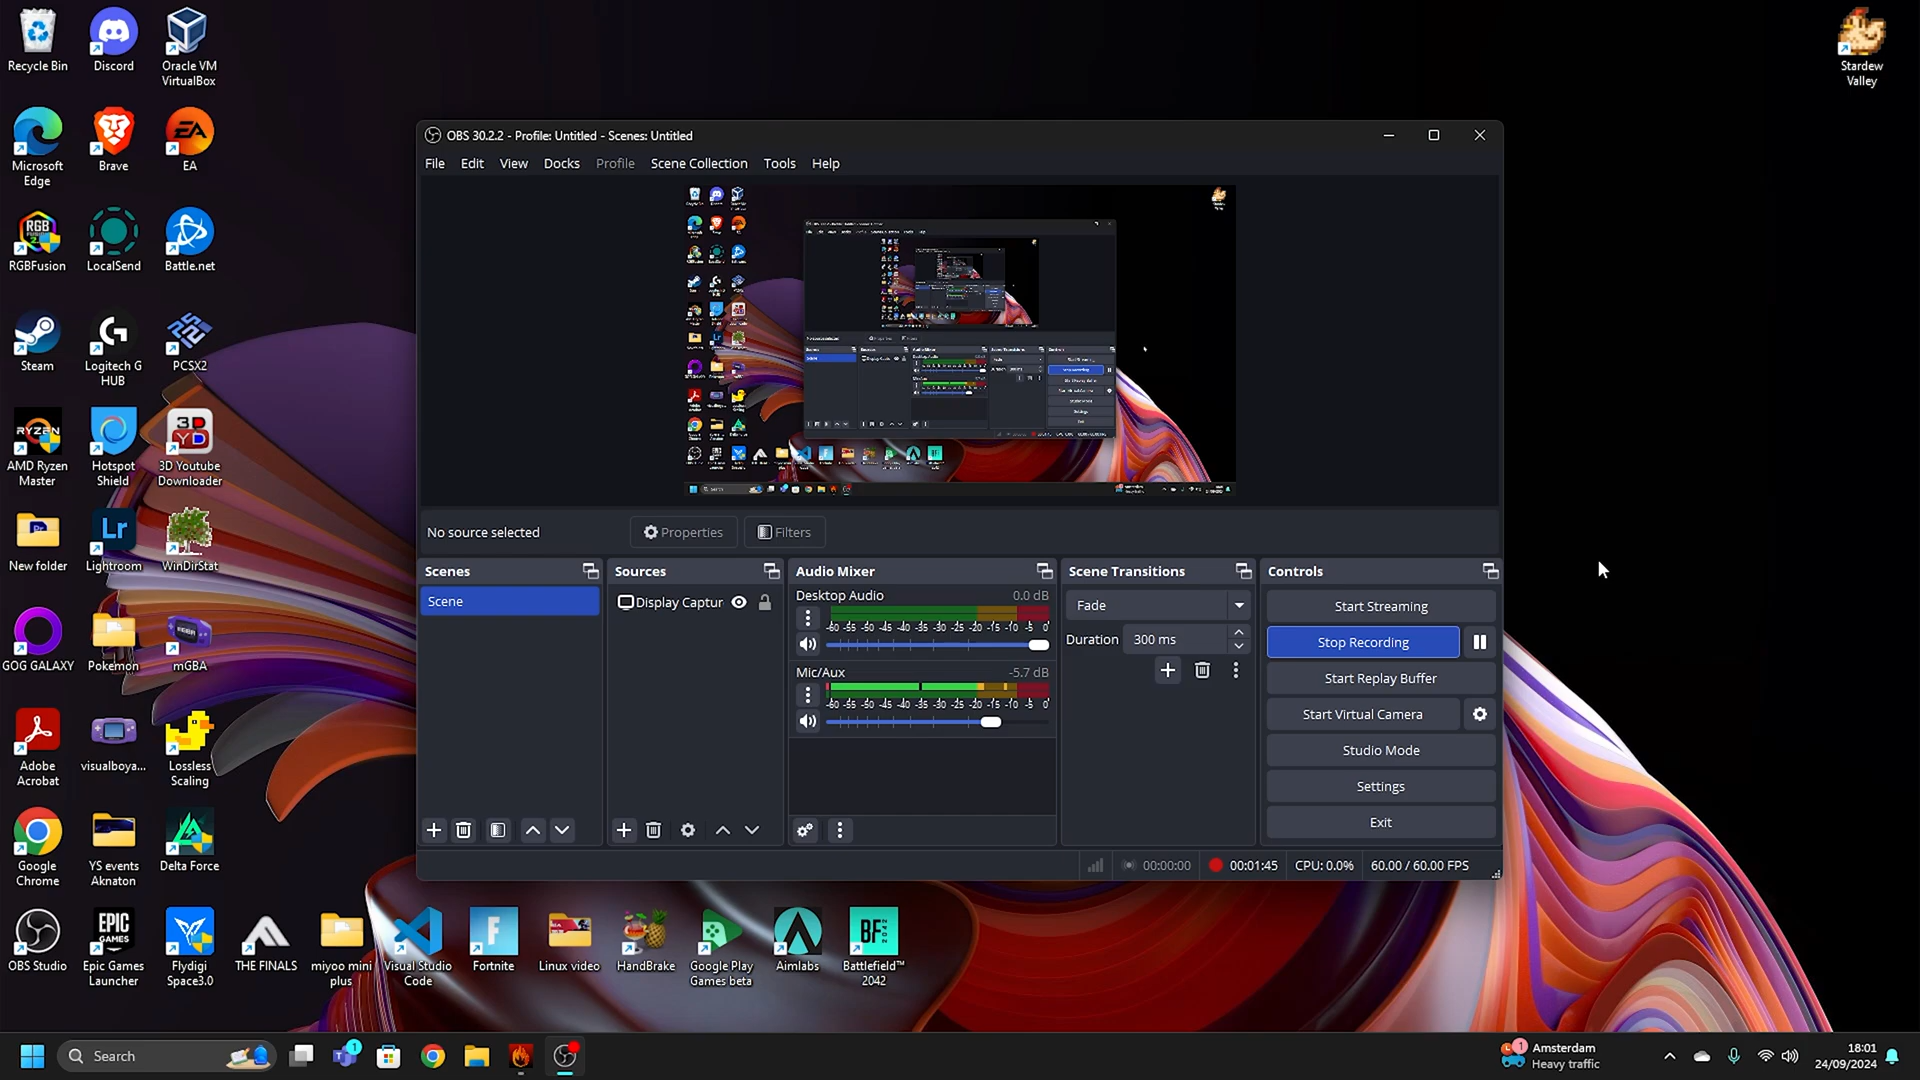 Recycle Bin
Discord
Oracle VM
VirtualBox
Stardew
Valley
Microsoft
Edge
Brave
EA
RGBFusion
LocalSend
Battle.net
Steam
Logitech G
HUB
PCSX2
AMD Ryzen
Master
Hotspot
Shield
3D Youtube
Downloader
New folder
Lightroom
WinDirStat
GOG GALAXY
Pokemon
mGBA
Adobe
Acrobat
visualboya...
Lossless
Scaling
Google
Chrome
YS events
Aknaton
Delta Force
OBS Studio
Epic Games
Launcher
Flydigi
Space3.0
THE FINALS
miyoo mini
plus
Visual Studio
Code
Fortnite
Linux video
HandBrake
Google Play
Games beta
Aimlabs
Battlefield™
2042
OBS 30.2.2 - Profile: Untitled - Scenes: Untitled
File Edit View Docks Profile Scene Collection Tools Help
No source selected
Properties
Filters
Scenes
Scene
Sources
Display Captur
Audio Mixer
Desktop Audio 0.0 dB
-60 -55 -50 -45 -40 -35 -30 -25 -20 -15 -10 -5 0
Mic/Aux -5.7 dB
-60 -55 -50 -45 -40 -35 -30 -25 -20 -15 -10 -5 0
Scene Transitions
Fade
Duration 300 ms
Controls
Start Streaming
Stop Recording
Start Replay Buffer
Start Virtual Camera
Studio Mode
Settings
Exit
00:00:00 00:01:45 CPU: 0.0% 60.00 / 60.00 FPS
Search
1
1
Amsterdam
Heavy traffic
18:01
24/09/2024